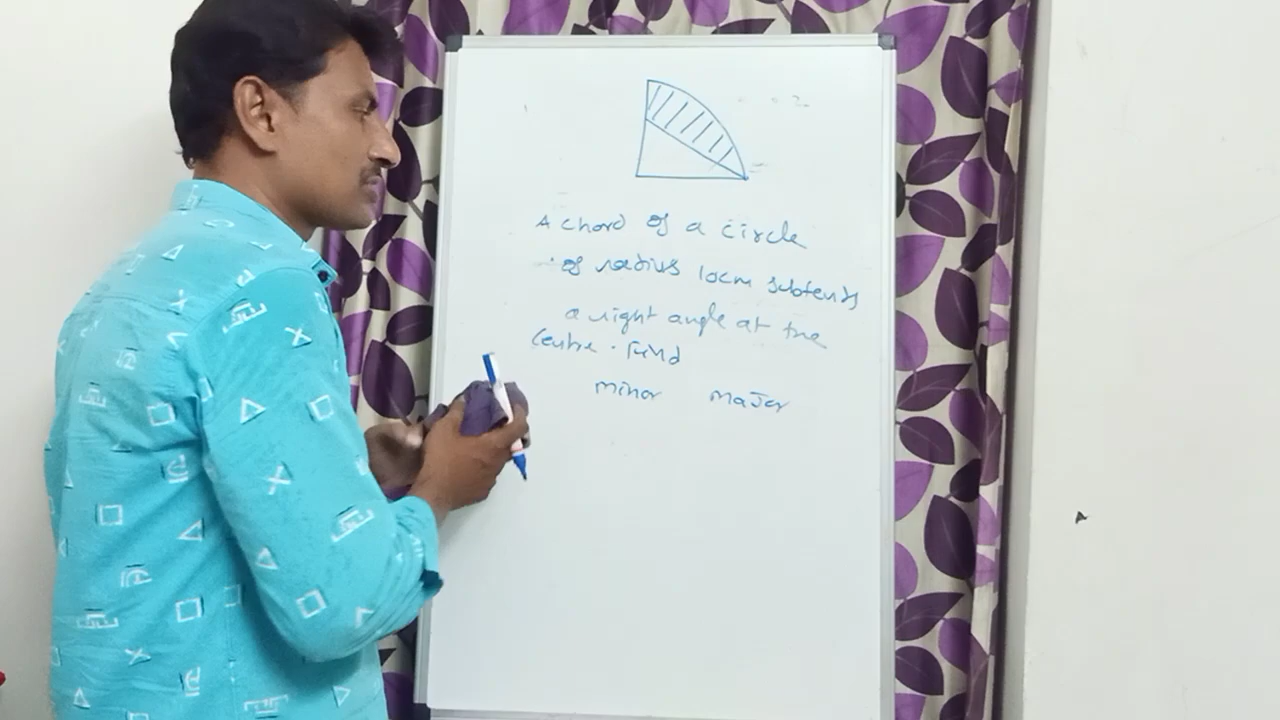 A chord of a circle
of radius 10cm subtends
a right angle at the
centre. Find
minor major